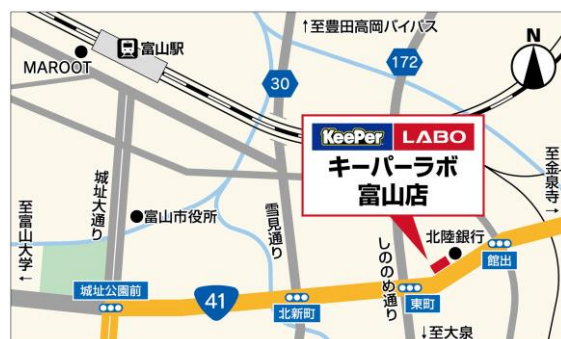 ↑至豊田高岡バイパス
富山駅
MAROOT
172
N
30
KeePer LABO
キーパーラボ
富山店
至金泉寺→
城址大通り
至富山大学←
富山市役所
雪見通り
しののめ通り
北陸銀行
館出
城址公園前
41
北新町
東町
↓至大泉